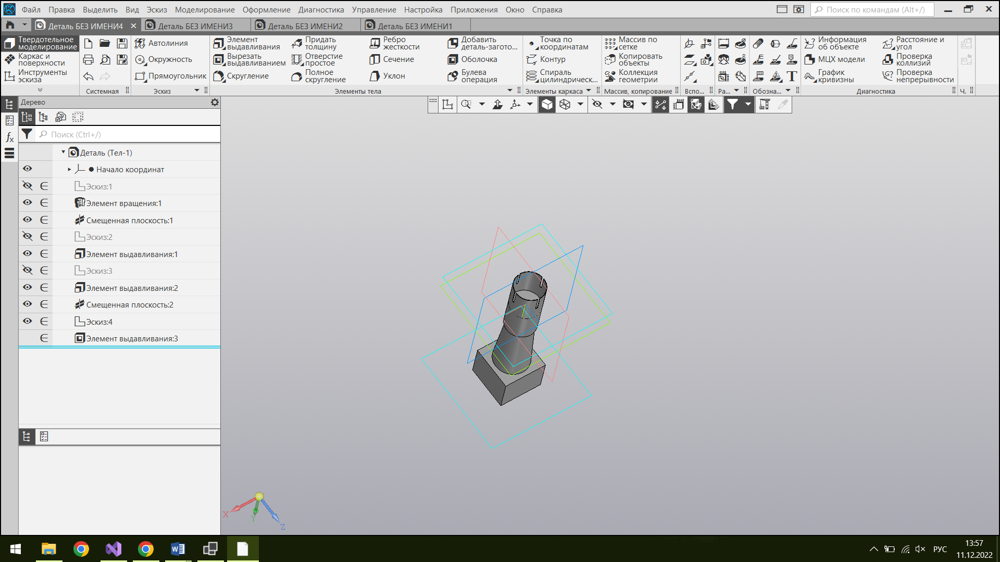 Файл Правка Выделить Вид Эскиз Моделирование Оформление Диагностика Управление Настройка Приложения Окно Справка Поиск по командам (Alt+/)
Деталь БЕЗ ИМЕНИ4 Деталь БЕЗ ИМЕНИ3 Деталь БЕЗ ИМЕНИ2 Деталь БЕЗ ИМЕНИ1
Твердотельное моделирование
Каркас и поверхности
Инструменты эскиза
Системная
Автолиния
Окружность
Прямоугольник
Эскиз
Элемент выдавливания
Вырезать выдавливанием
Скругление
Придать толщину
Отверстие простое
Полное скругление
Ребро жесткости
Сечение
Уклон
Добавить деталь-загото...
Оболочка
Булева операция
Элементы тела
Точка по координатам
Контур
Спираль цилиндрическ...
Элементы каркаса
Массив по сетке
Копировать объекты
Коллекция геометрии
Массив, копирование
Вспо...
Ра...
Обозна...
Информация об объекте
МЦХ модели
График кривизны
Расстояние и угол
Проверка коллизий
Проверка непрерывности
Диагностика
Ч.
Дерево
Поиск (Ctrl+/)
Деталь (Тел-1)
Начало координат
Эскиз:1
Элемент вращения:1
Смещенная плоскость:1
Эскиз:2
Элемент выдавливания:1
Эскиз:3
Элемент выдавливания:2
Смещенная плоскость:2
Эскиз:4
Элемент выдавливания:3
X
Y
Z
РУС
13:57
11.12.2022